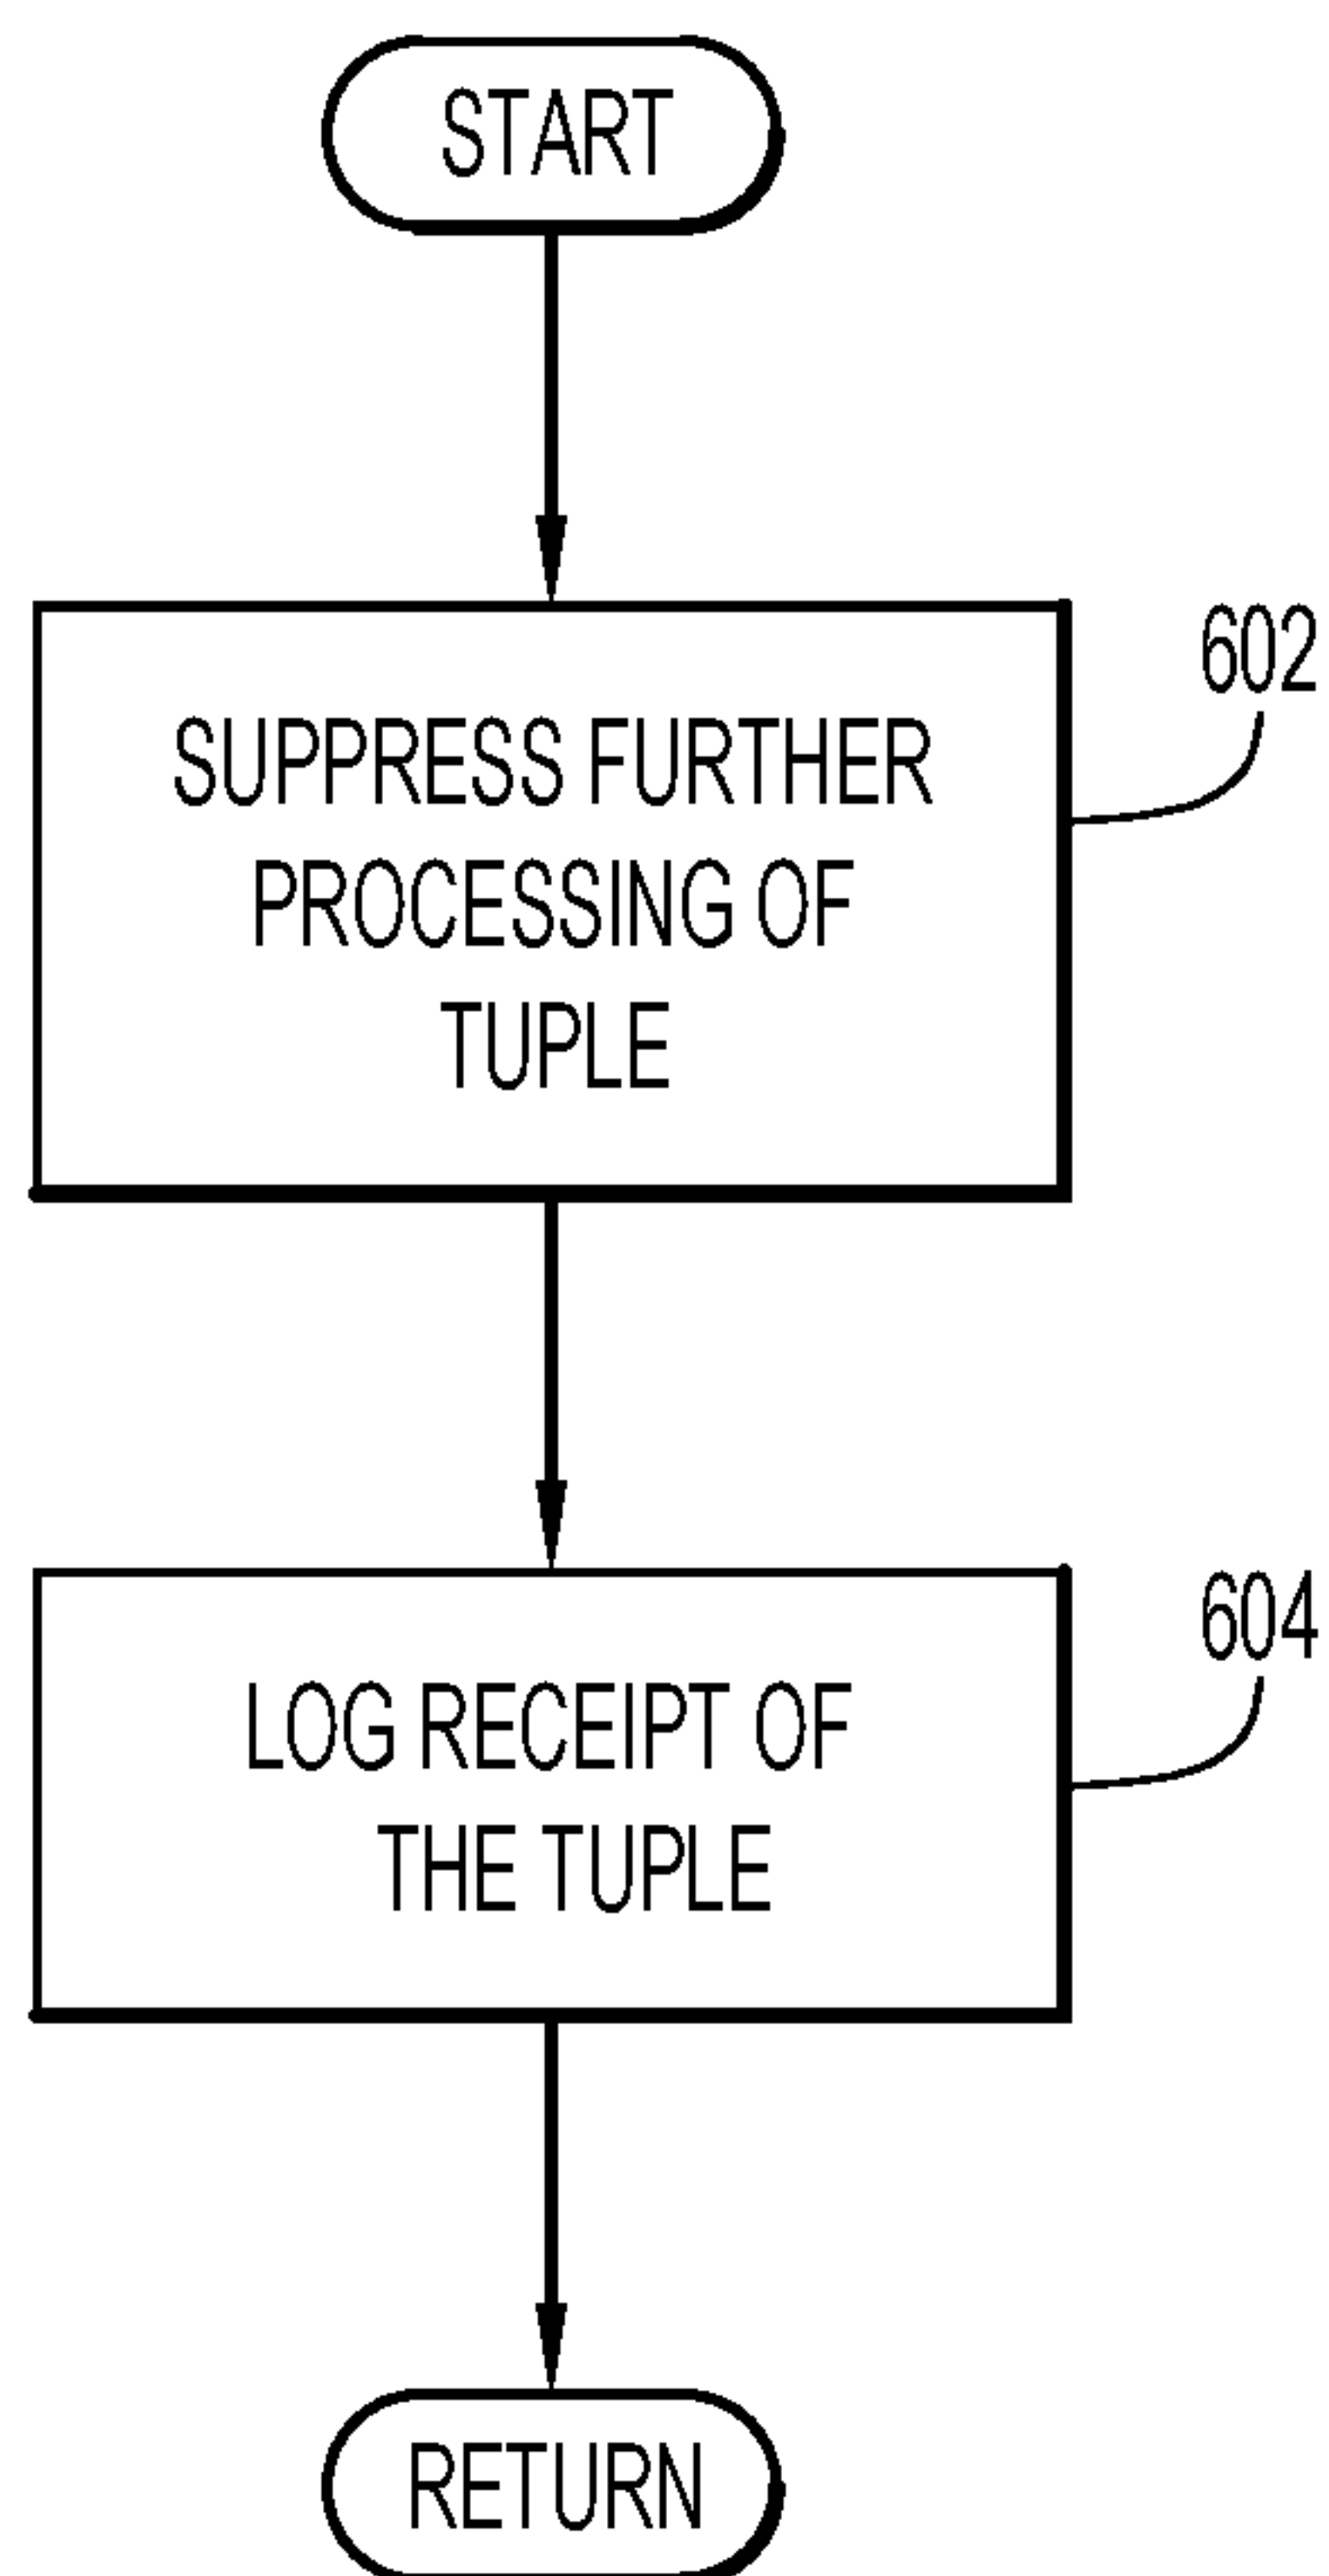 START
602
SUPPRESS FURTHER
PROCESSING OF
TUPLE
604
LOG RECEIPT OF
THE TUPLE
RETURN